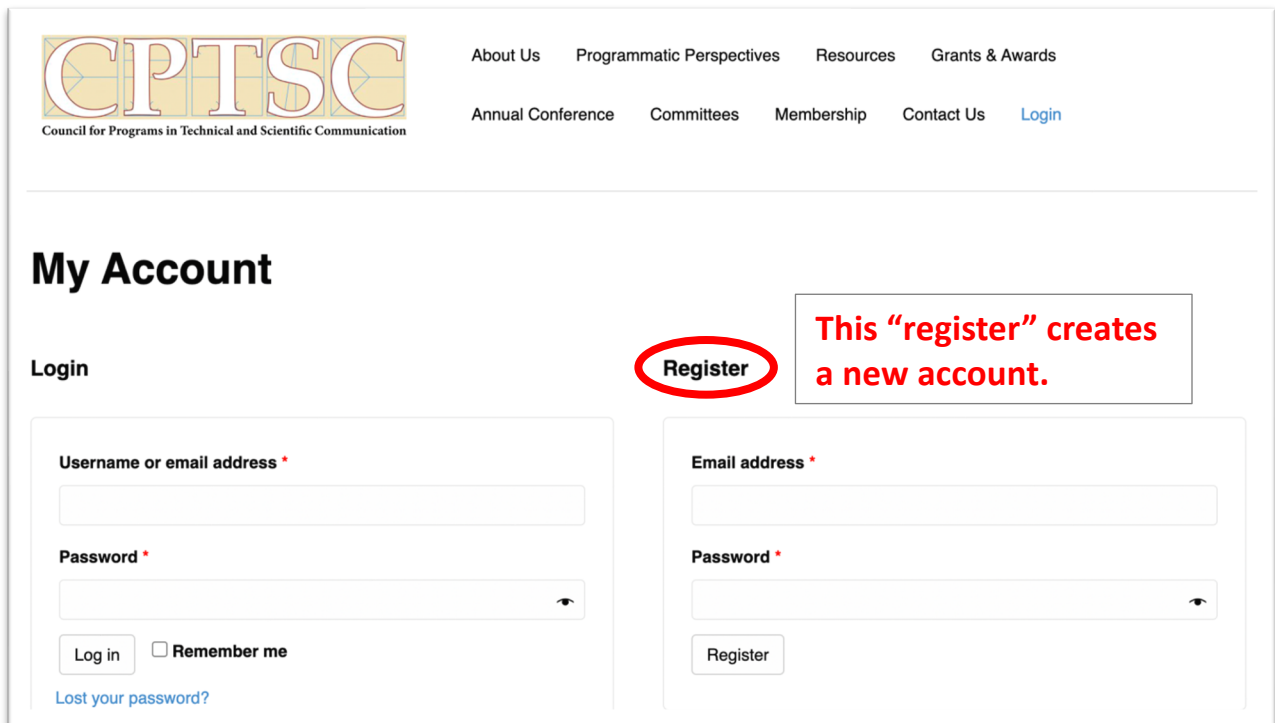 CPTSC
Council for Programs in Technical and Scientific Communication
About Us Programmatic Perspectives Resources Grants & Awards
Annual Conference Committees Membership Contact Us Login
My Account
This “register” creates
a new account.
Login
Register
Username or email address *
Password *
Log in Remember me
Lost your password?
Email address *
Password *
Register